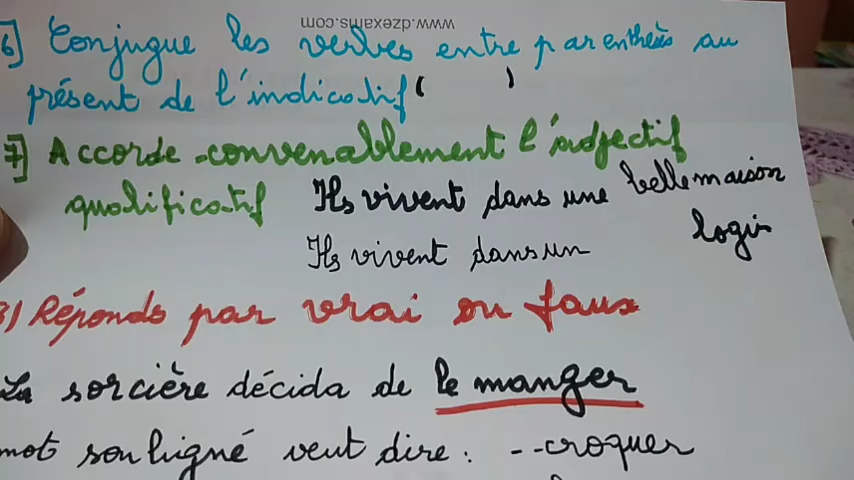 www.dzexams.com
6] Conjugue les verbes entre parenthèses au
présent de l'indicatif ( )
7] Accorde convenablement l'adjectif
qualificatif Ils vivent dans une belle maison
Ils vivent dans un logis
8) Réponds par vrai ou faux
La sorcière décida de le manger
mot souligné veut dire : --croquer